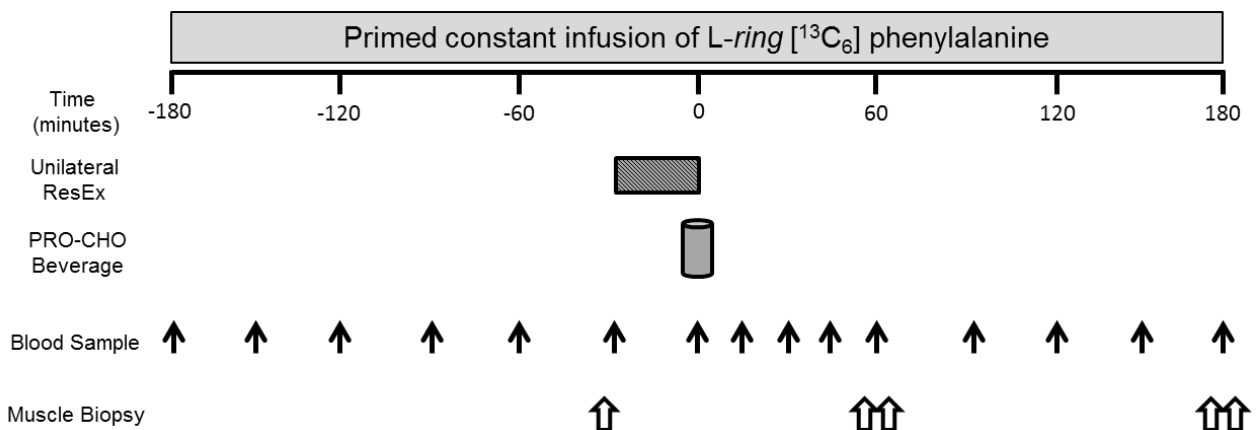 Primed constant infusion of L-ring [¹³C₆] phenylalanine
Time
(minutes)
-180 -120 -60 0 60 120 180
Unilateral
ResEx
PRO-CHO
Beverage
Blood Sample
Muscle Biopsy